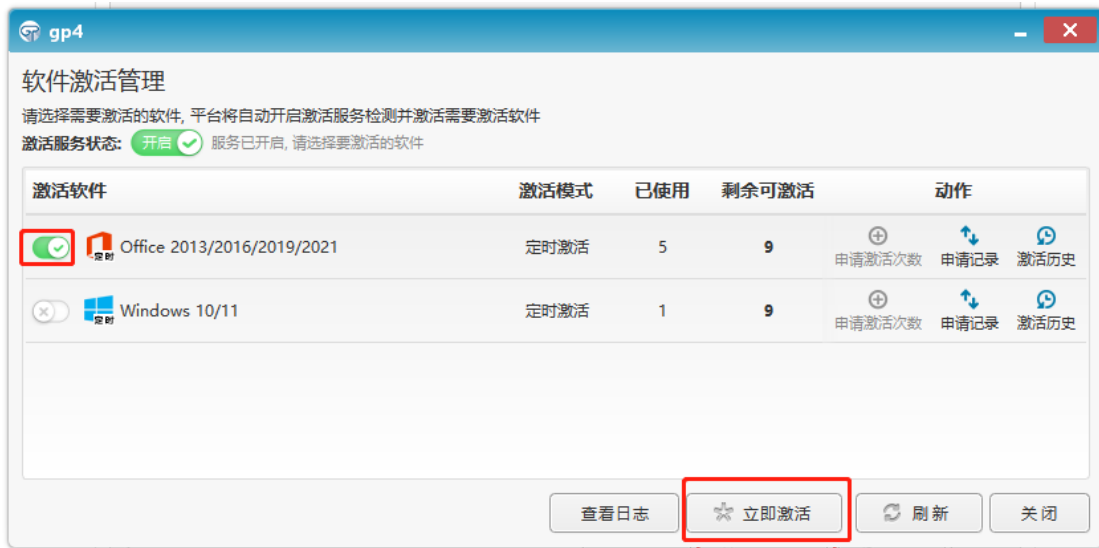 gp4
软件激活管理
请选择需要激活的软件, 平台将自动开启激活服务检测并激活需要激活软件
激活服务状态: 开启 服务已开启, 请选择要激活的软件
激活软件 激活模式 已使用 剩余可激活 动作
定时 Office 2013/2016/2019/2021 定时激活 5 9 申请激活次数 申请记录 激活历史
定时 Windows 10/11 定时激活 1 9 申请激活次数 申请记录 激活历史
查看日志 立即激活 刷新 关闭